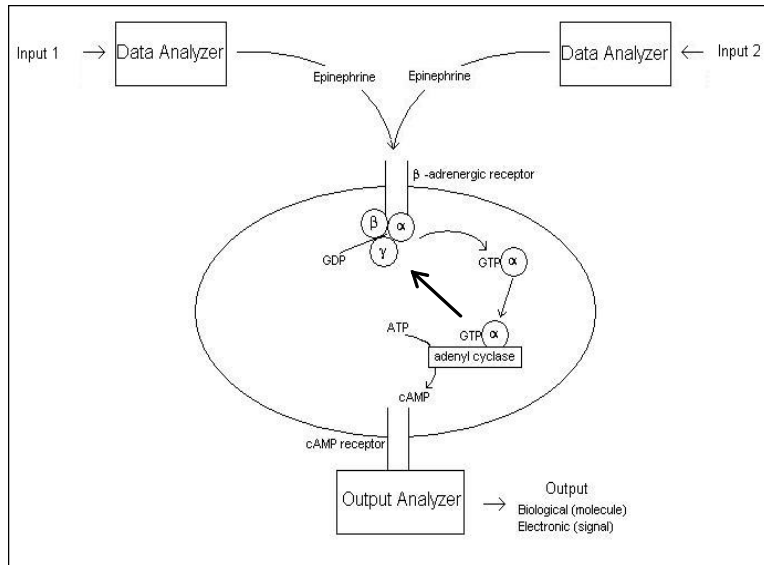 Input 1
Data Analyzer
Data Analyzer
Input 2
Epinephrine
Epinephrine
β -adrenergic receptor
β
α
γ
GDP
GTP
α
GTP
α
ATP
adenyl cyclase
cAMP
cAMP receptor
Output Analyzer
Output
Biological (molecule)
Electronic (signal)